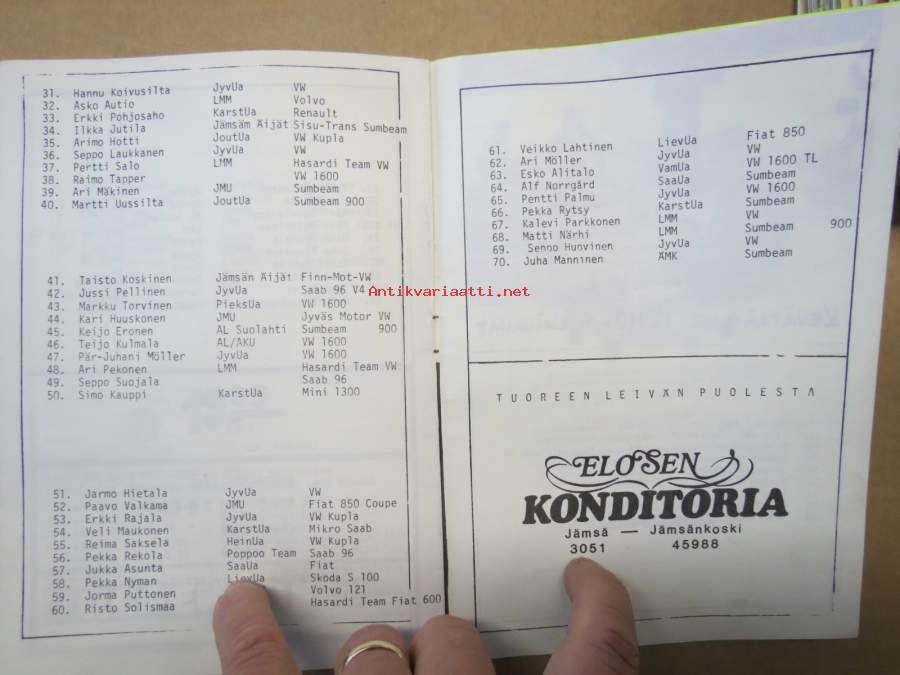 31. Hannu Koivusilta JyvUa VW
32. Asko Autio LMM Volvo
33. Erkki Pohjosaho KarstUa Renault
34. Ilkka Jutila Jämsäm Äijät Sisu-Trans Sumbeam
35. Arimo Hotti JoutUa VW Kupla
36. Seppo Laukkanen JyvUa VW
37. Pertti Salo LMM Hasardi Team VW
38. Raimo Tapper VW 1600
39. Ari Mäkinen JMU Sumbeam
40. Martti Uussilta JoutUa Sumbeam 900
41. Taisto Koskinen Jämsän Äijät Finn-Mot-VW
42. Jussi Pellinen JyvUa Saab 96 V4
43. Markku Torvinen PieksUa VW 1600
44. Kari Huuskonen JMU Jyväs Motor VW
45. Keijo Eronen AL Suolahti Sumbeam 900
46. Teijo Kulmala AL/AKU VW 1600
47. Pär-Juhani Möller JyvUa VW 1600
48. Ari Pekonen LMM Hasardi Team VW
49. Seppo Suojala Saab 96
50. Simo Kauppi KarstUa Mini 1300
51. Jarmo Hietala JyvUa VW
52. Paavo Valkama JMU Fiat 850 Coupe
53. Erkki Rajala JyvUa VW Kupla
54. Veli Maukonen KarstUa Mikro Saab
55. Reima Saksela HeinUa VW Kupla
56. Pekka Rekola Poppoo Team Saab 96
57. Jukka Asunta SaaUa Fiat
58. Pekka Nyman LievUa Skoda S 100
59. Jorma Puttonen Volvo 121
60. Risto Solismaa Hasardi Team Fiat 600
61. Veikko Lahtinen LievUa Fiat 850
62. Ari Möller JyvUa VW
63. Esko Alitalo VamUa VW 1600 TL
64. Alf Norrgård SaaUa Sumbeam
65. Pentti Palmu JyvUa VW 1600
66. Pekka Rytsy KarstUa Sumbeam
67. Kalevi Parkkonen LMM VW
68. Matti Närhi LMM Sumbeam 900
69. Seppo Huovinen JyvUa VW
70. Juha Manninen ÄMK Sumbeam
Antikvariaatti.net
TUOREEN LEIVÄN PUOLESTA
ELOSEN
KONDITORIA
Jämsä — Jämsänkoski
3051 45988